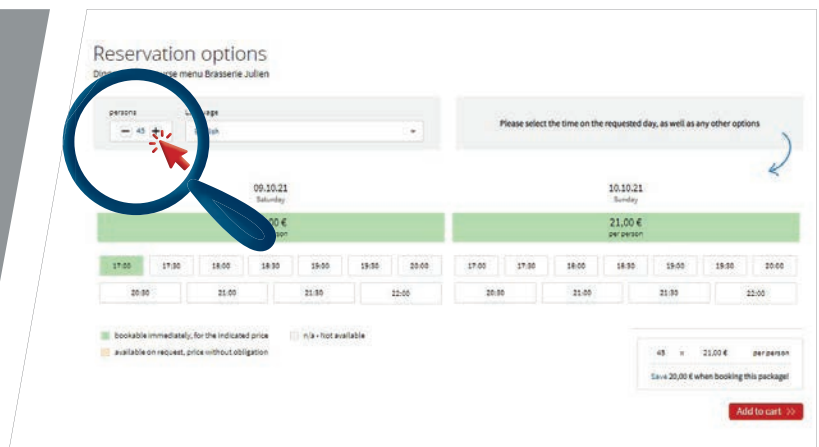 Reservation options
menu Brasserie Julien
persons
45
Please select the time on the requested day, as well as any other options
09.10.21
Saturday
10.10.21
Sunday
21,00 €
per person
17:00 17:30 18:00 18:30 19:00 19:30 20:00
20:30 21:00 21:30 22:00
17:00 17:30 18:00 18:30 19:00 19:30 20:00
20:30 21:00 21:30 22:00
bookable immediately, for the indicated price
n/a - Not available
available on request, price without obligation
45 x 21,00 € per person
Save 20,00 € when booking this package!
Add to cart >>